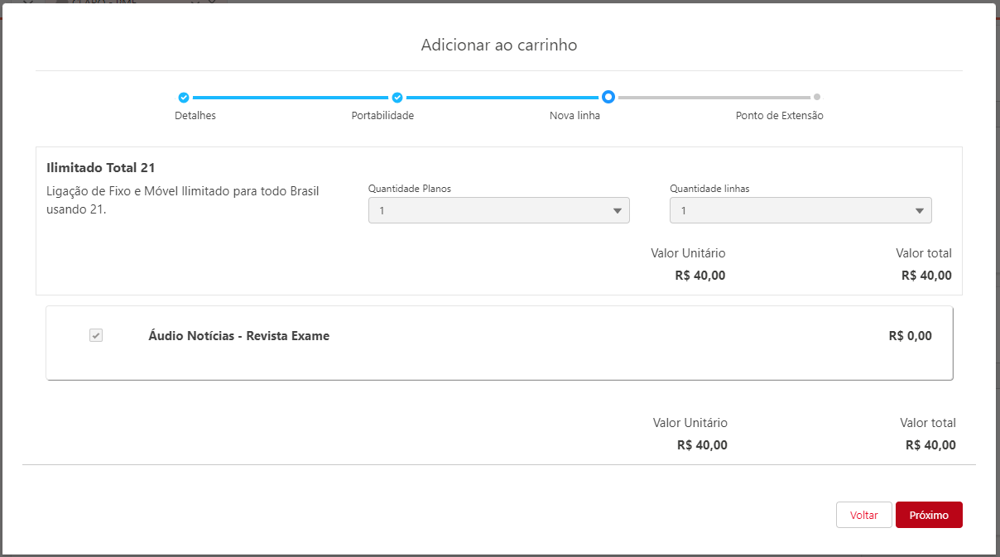 Adicionar ao carrinho
Detalhes
Portabilidade
Nova linha
Ponto de Extensão
Ilimitado Total 21
Ligação de Fixo e Móvel Ilimitado para todo Brasil
usando 21.
Quantidade Planos
1
Quantidade linhas
1
Valor Unitário
Valor total
R$ 40,00
R$ 40,00
Áudio Notícias - Revista Exame
R$ 0,00
Valor Unitário
Valor total
R$ 40,00
R$ 40,00
Voltar
Próximo